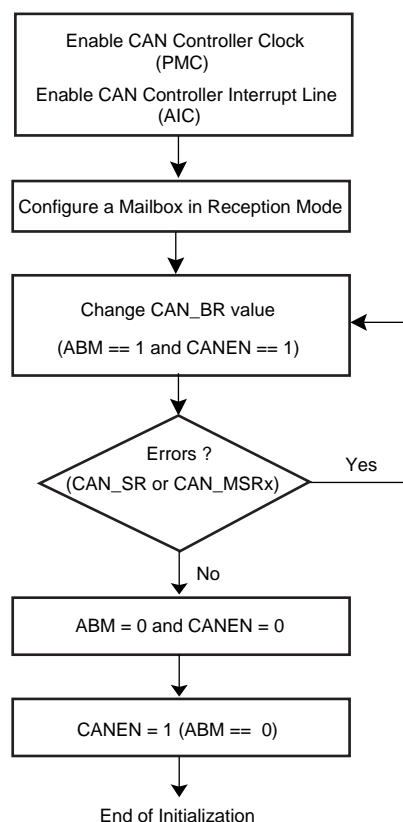 Enable CAN Controller Clock
(PMC)
Enable CAN Controller Interrupt Line
(AIC)
Configure a Mailbox in Reception Mode
Change CAN_BR value
(ABM == 1 and CANEN == 1)
Errors ?
(CAN_SR or CAN_MSRx)
Yes
No
ABM = 0 and CANEN = 0
CANEN = 1 (ABM == 0)
End of Initialization